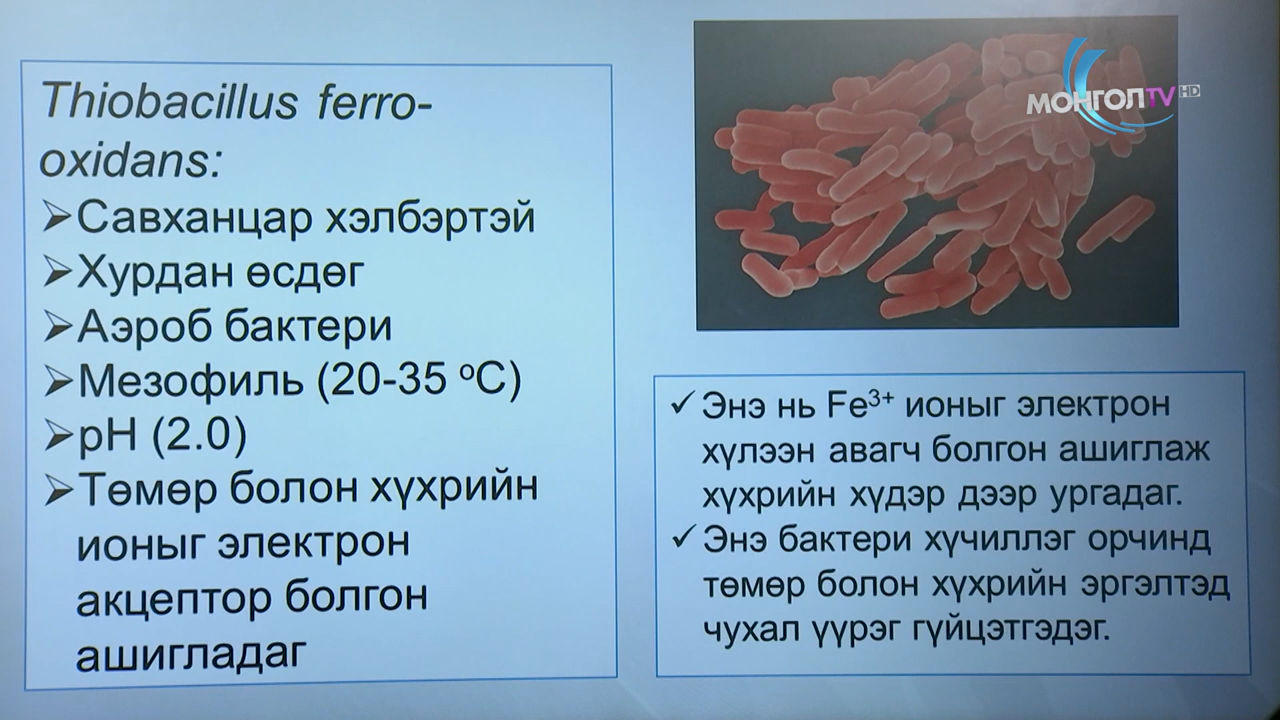 Thiobacillus ferro-
oxidans:
➢Савханцар хэлбэртэй
➢Хурдан өсдөг
➢Аэроб бактери
➢Мезофиль (20-35 ᵒC)
➢pH (2.0)
➢Төмөр болон хүхрийн
ионыг электрон
акцептор болгон
ашигладаг
МОНГОЛTV HD
✓ Энэ нь Fe³⁺ ионыг электрон
хүлээн авагч болгон ашиглаж
хүхрийн хүдэр дээр ургадаг.
✓ Энэ бактери хүчиллэг орчинд
төмөр болон хүхрийн эргэлтэд
чухал үүрэг гүйцэтгэдэг.